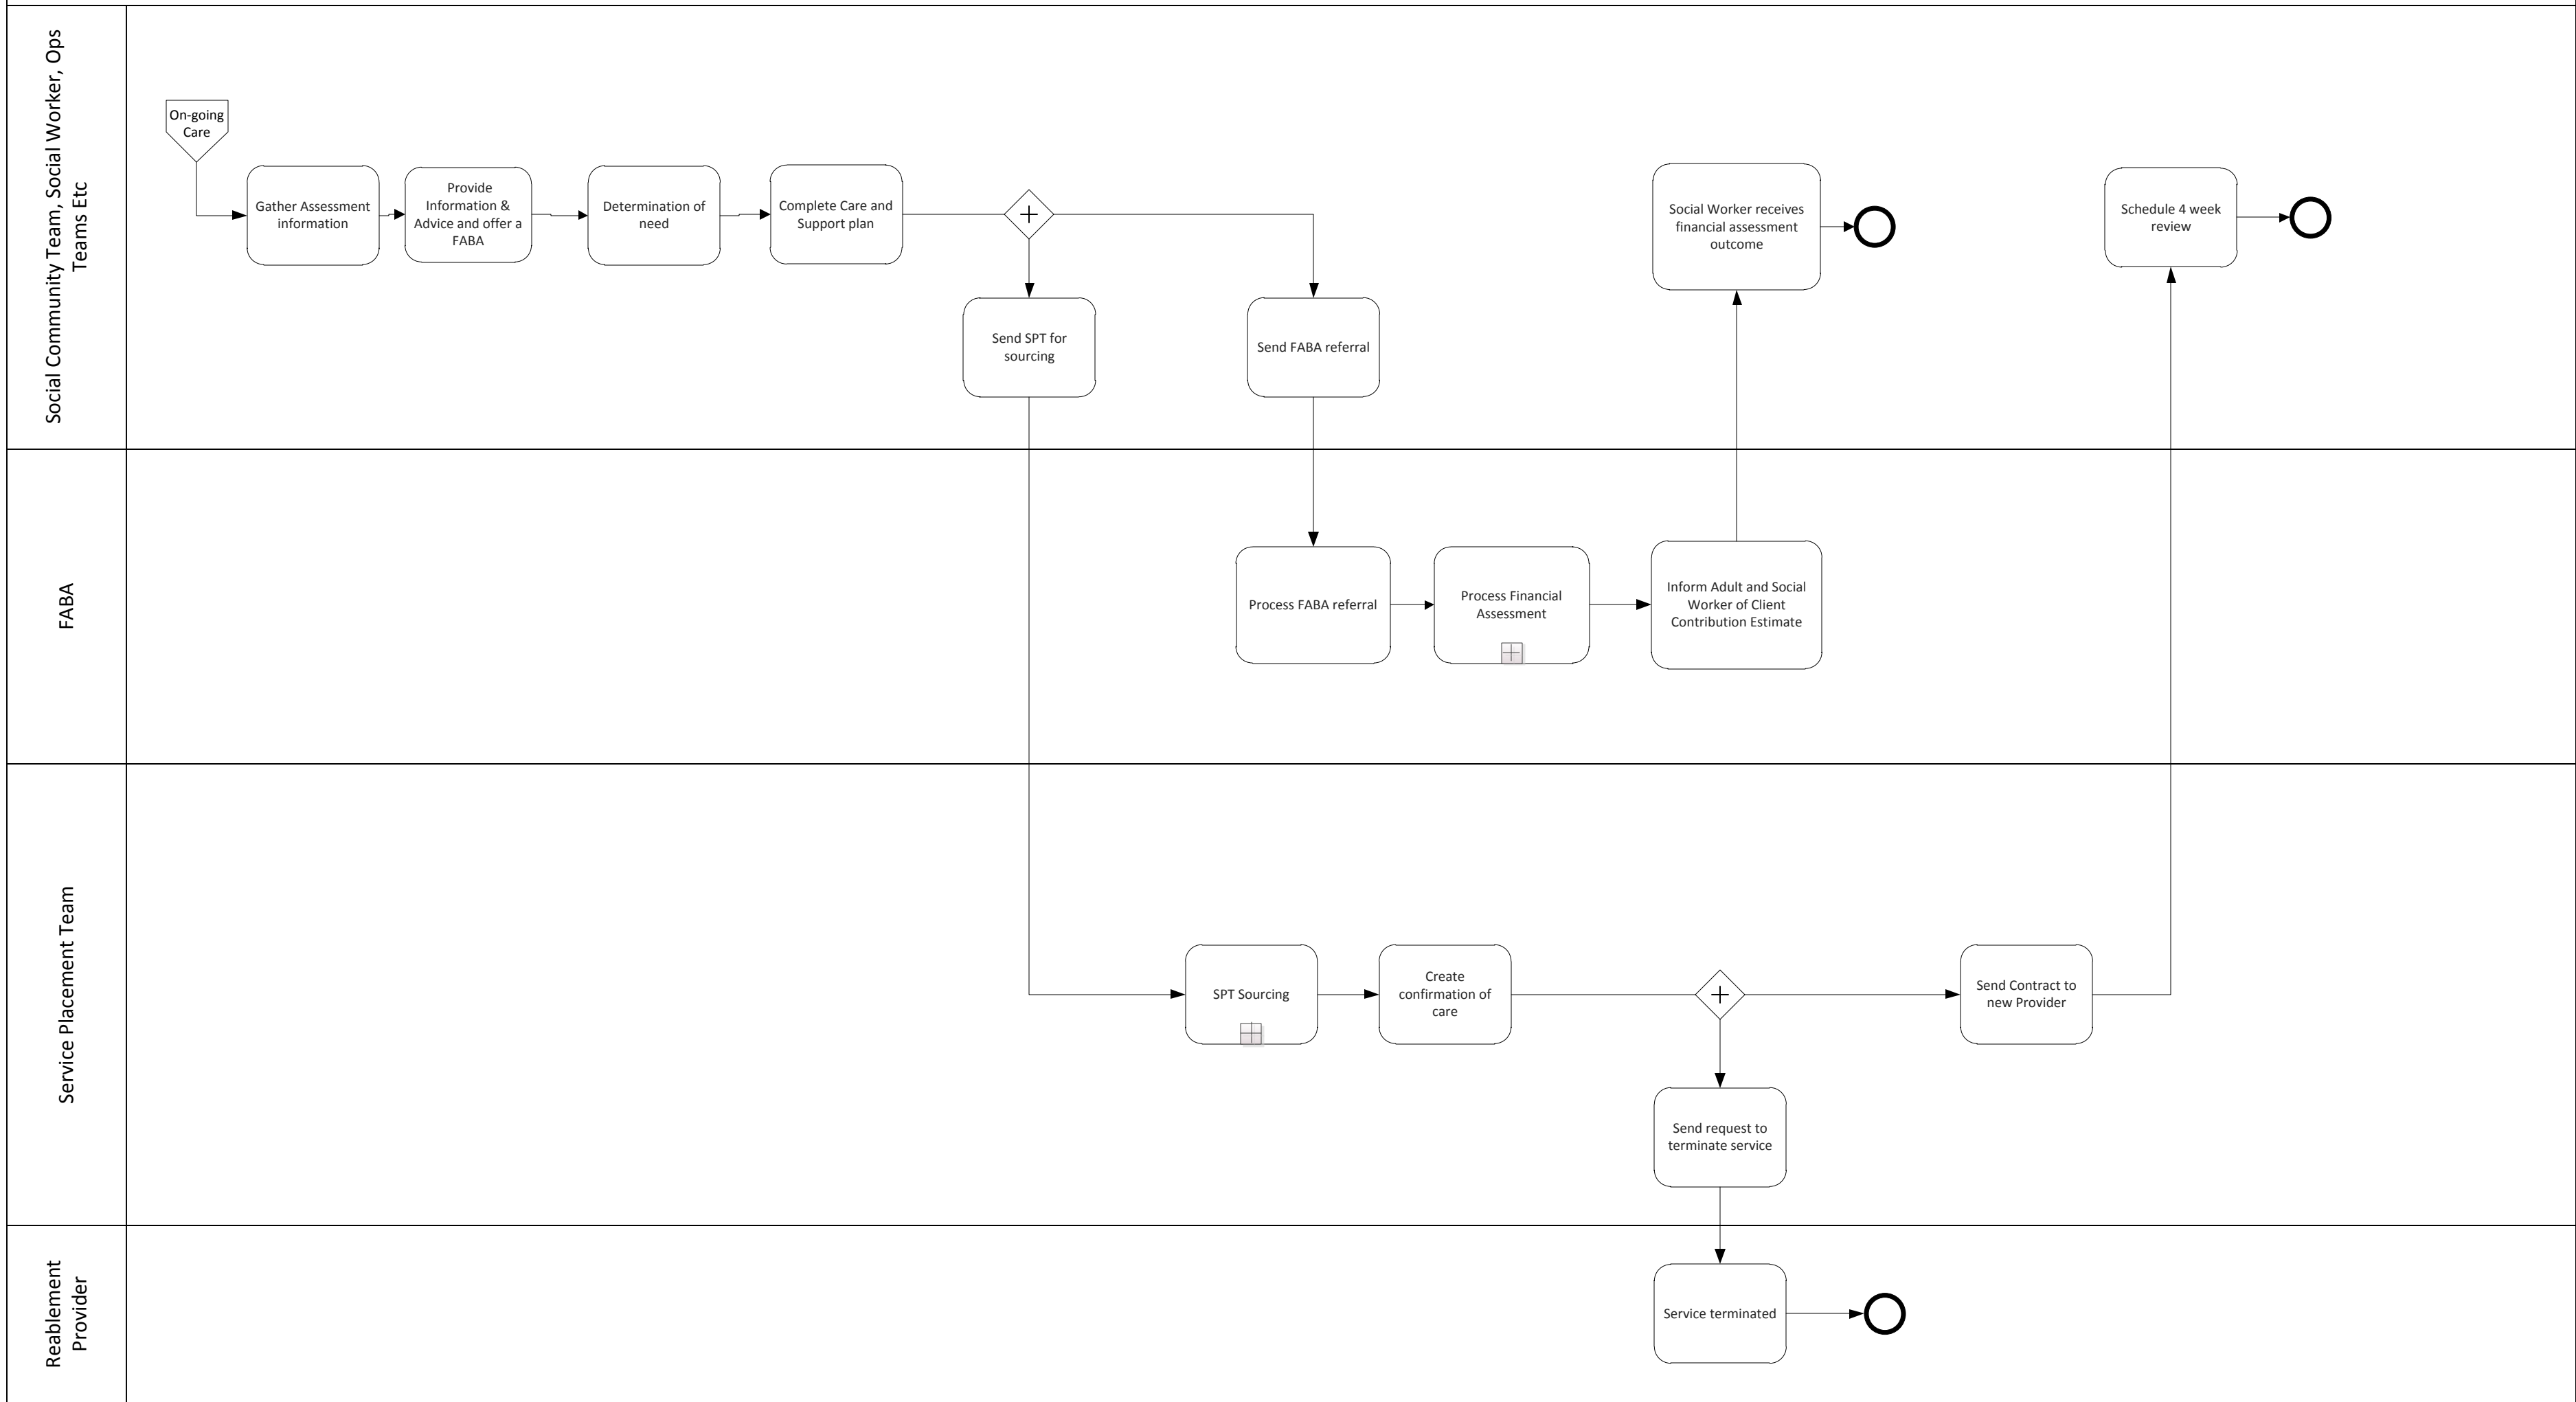 Social Community Team, Social Worker, Ops
Teams Etc
On-going
Care
Gather Assessment
information
Provide
Information &
Advice and offer a
FABA
Determination of
need
Complete Care and
Support plan
Send SPT for
sourcing
Send FABA referral
Social Worker receives
financial assessment
outcome
Schedule 4 week
review
FABA
Process FABA referral
Process Financial
Assessment
Inform Adult and Social
Worker of Client
Contribution Estimate
Service Placement Team
SPT Sourcing
Create
confirmation of
care
Send Contract to
new Provider
Send request to
terminate service
Reablement
Provider
Service terminated